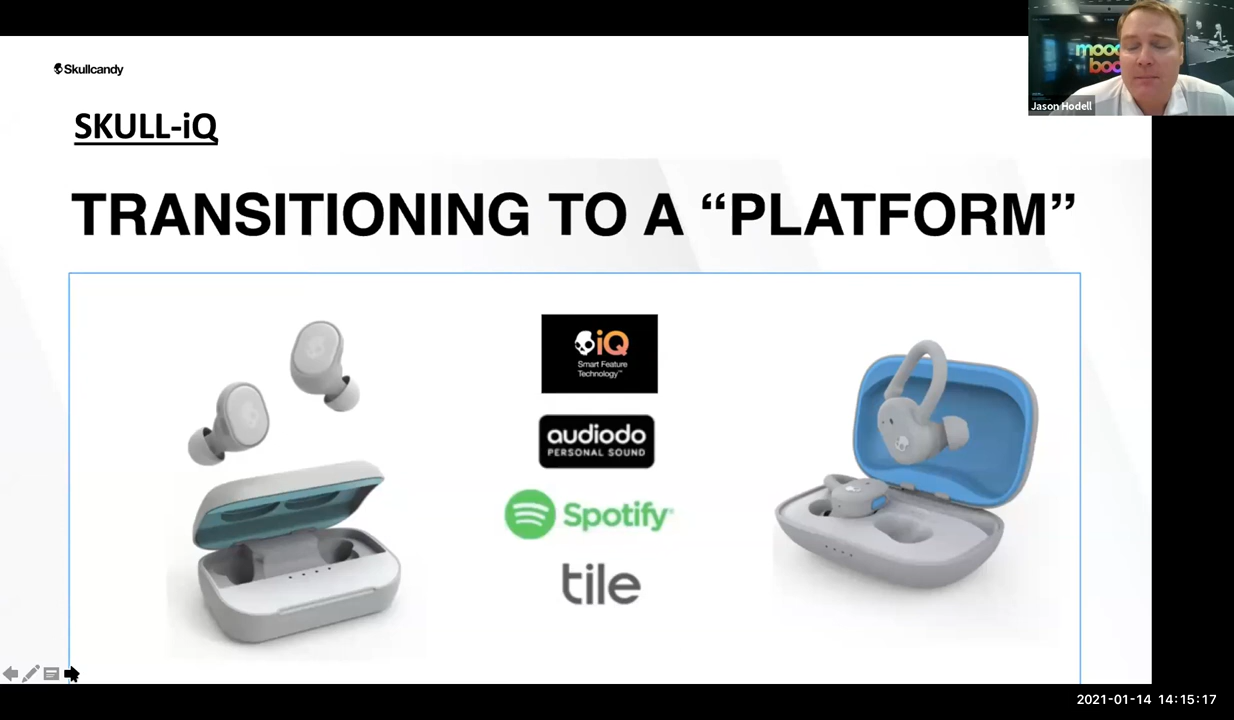 Skullcandy
SKULL-iQ
TRANSITIONING TO A “PLATFORM”
iQ
Smart Feature
Technology™
audiodo
PERSONAL SOUND
Spotify®
tile
Jason Hodell
2021-01-14 14:15:17